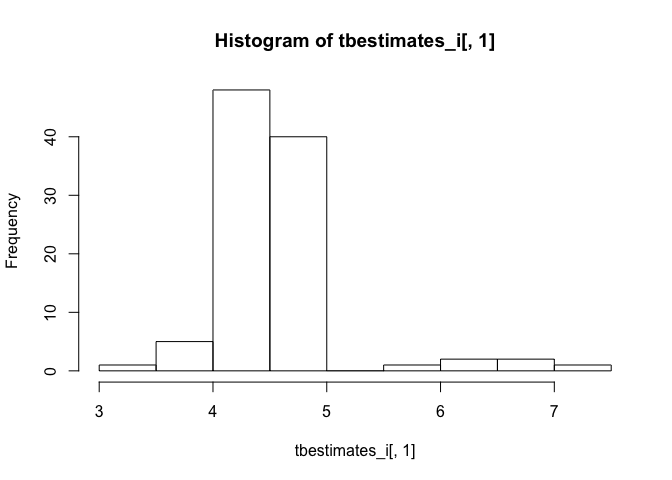 Histogram of tbestimates_i[, 1]
Frequency
40
30
20
10
0
3 4 5 6 7
tbestimates_i[, 1]